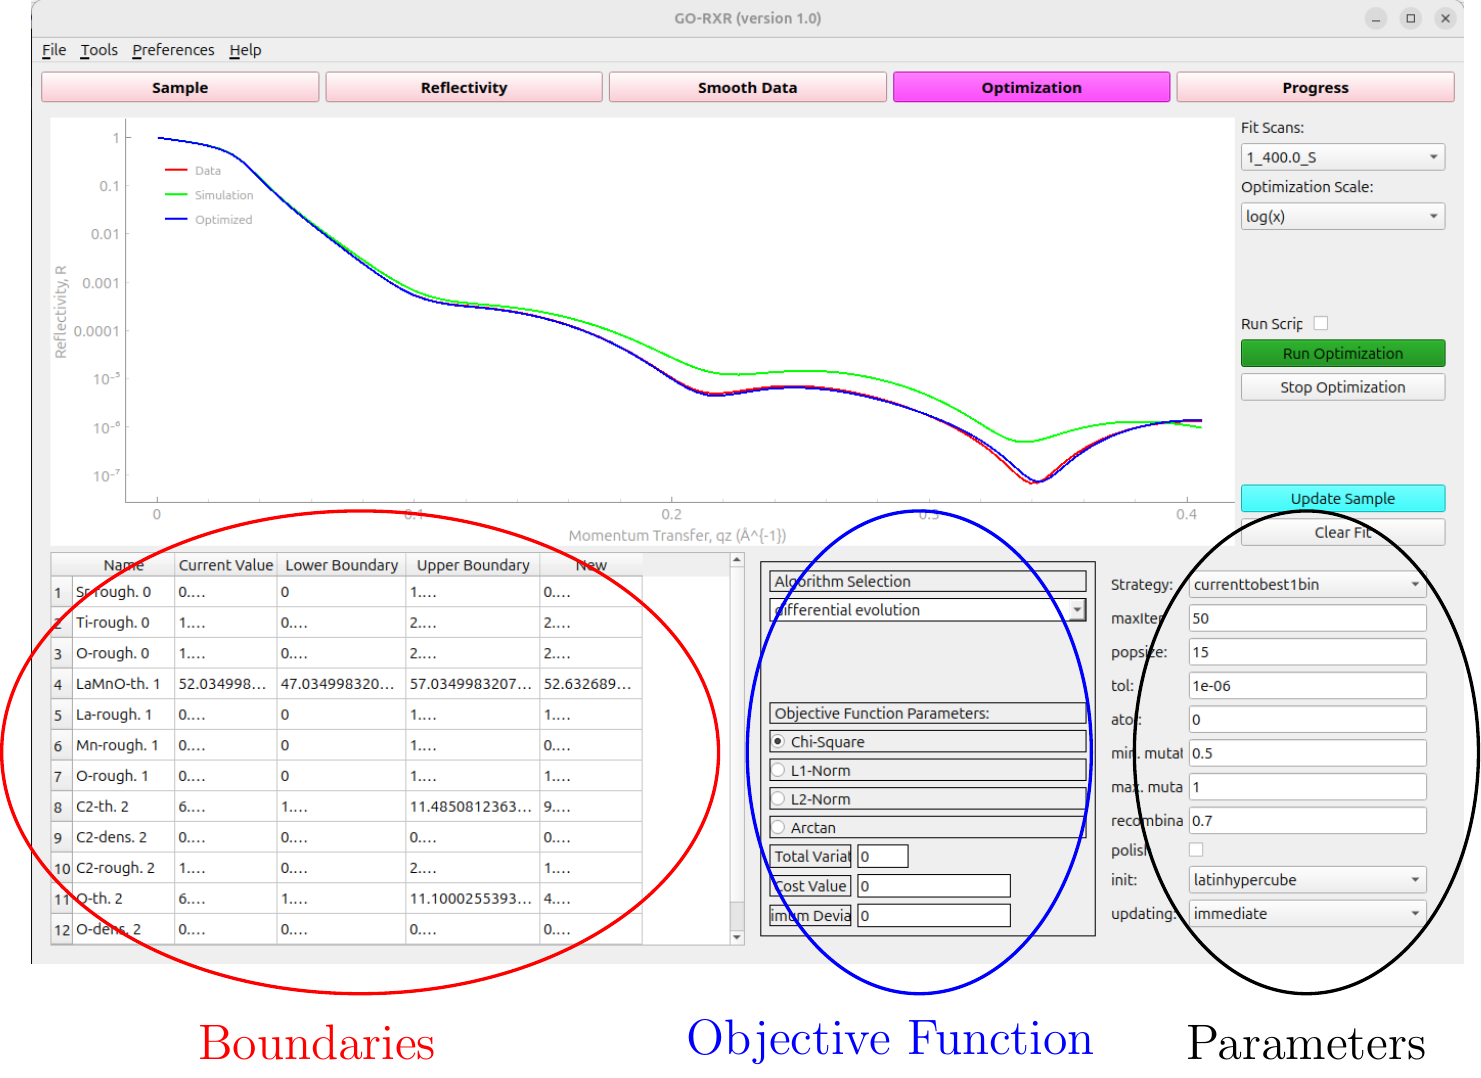 GO-RXR (version 1.0)
File Tools Preferences Help
Sample Reflectivity Smooth Data Optimization Progress
Fit Scans:
1_400.0_S
Optimization Scale:
log(x)
Run Scrip
Run Optimization
Stop Optimization
Update Sample
Clear Fit
Data
Simulation
Optimized
Reflectivity, R
1
0.1
0.01
0.001
0.0001
10⁻⁵
10⁻⁶
10⁻⁷
0 0.1 0.2 0.3 0.4
Momentum Transfer, qz (Å^{-1})
Name Current Value Lower Boundary Upper Boundary New
1 Sr-rough. 0 0.... 0 1.... 0....
2 Ti-rough. 0 1.... 0.... 2.... 2....
3 O-rough. 0 1.... 0.... 2.... 2....
4 LaMnO-th. 1 52.034998... 47.034998320... 57.0349983207... 52.632689...
5 La-rough. 1 0.... 0 1.... 1....
6 Mn-rough. 1 0.... 0 1.... 0....
7 O-rough. 1 0.... 0 1.... 1....
8 C2-th. 2 6.... 1.... 11.4850812363... 9....
9 C2-dens. 2 0.... 0.... 0.... 0....
10 C2-rough. 2 1.... 0.... 2.... 1....
11 O-th. 2 6.... 1.... 11.1000255393... 4....
12 O-dens. 2 0.... 0.... 0.... 0....
Algorithm Selection
differential evolution
Objective Function Parameters:
Chi-Square
L1-Norm
L2-Norm
Arctan
Total Variat 0
Cost Value 0
imum Devia 0
Strategy: currenttobest1bin
maxIter 50
popsize: 15
tol: 1e-06
atol: 0
min. mutat 0.5
max. muta 1
recombina 0.7
polish
init: latinhypercube
updating: immediate
Boundaries
Objective Function
Parameters